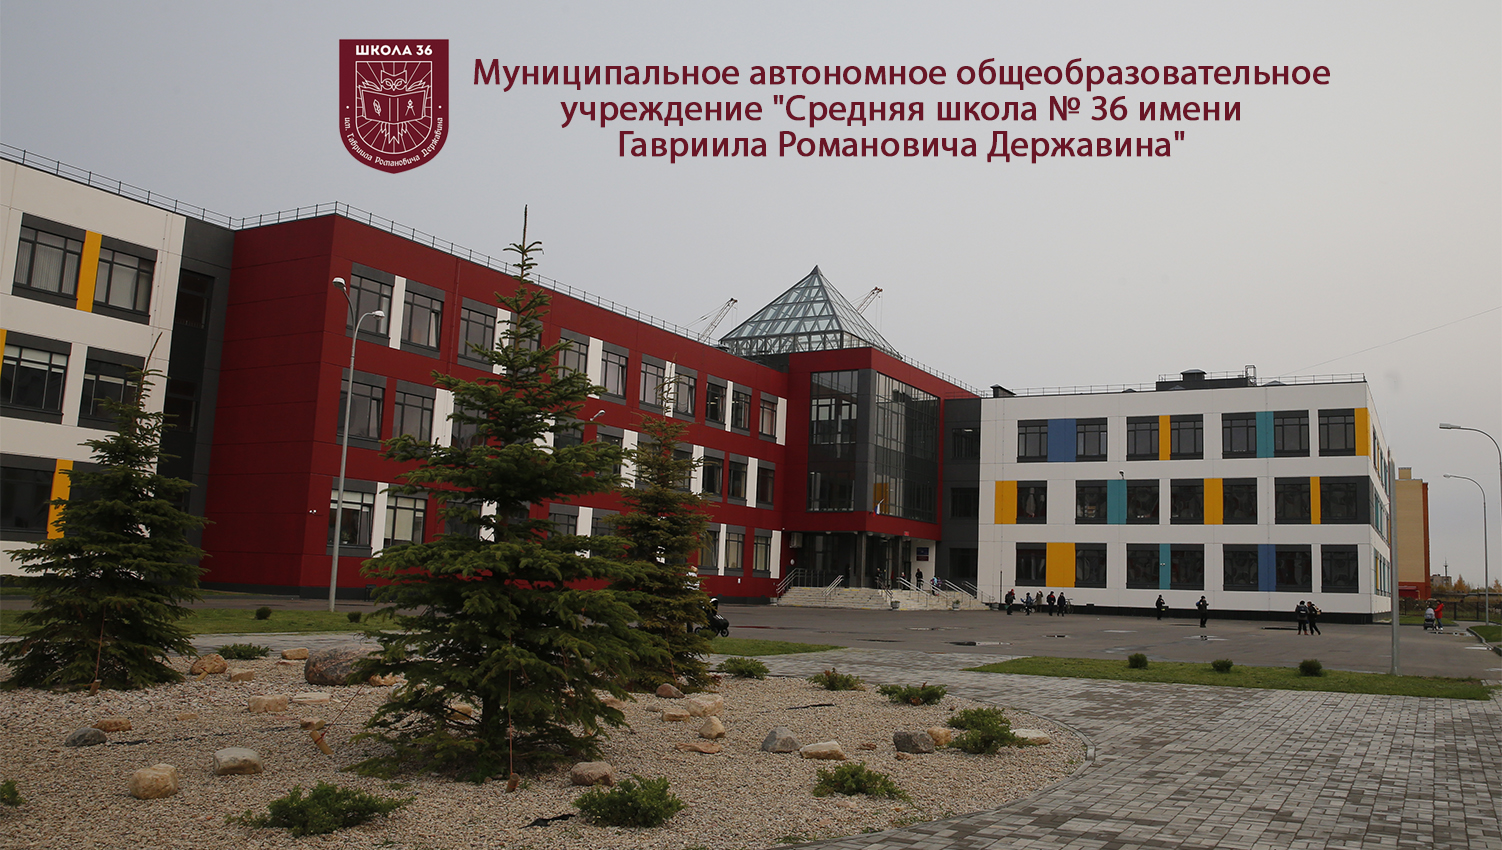 ШКОЛА 36
им. Гавриила Романовича Державина
Муниципальное автономное общеобразовательное
учреждение "Средняя школа № 36 имени
Гавриила Романовича Державина"